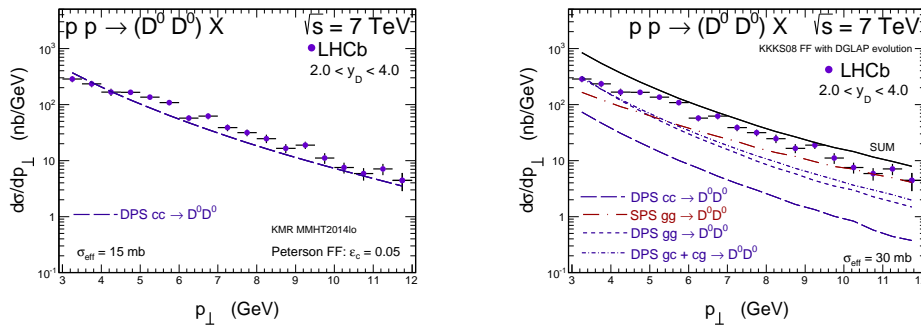 p p → (D⁰ D⁰) X √s = 7 TeV
LHCb
2.0 < y_D < 4.0
dσ/dp_⊥ (nb/GeV)
10³
10²
10
1
10⁻¹
DPS cc → D⁰D⁰
KMR MMHT2014lo
σ_eff = 15 mb
Peterson FF: ε_c = 0.05
3 4 5 6 7 8 9 10 11 12
p_⊥ (GeV)
p p → (D⁰ D⁰) X √s = 7 TeV
KKKS08 FF with DGLAP evolution
LHCb
2.0 < y_D < 4.0
dσ/dp_⊥ (nb/GeV)
10³
10²
10
1
10⁻¹
SUM
DPS cc → D⁰D⁰
SPS gg → D⁰D⁰
DPS gg → D⁰D⁰
DPS gc + cg → D⁰D⁰
σ_eff = 30 mb
3 4 5 6 7 8 9 10 11
p_⊥ (GeV)